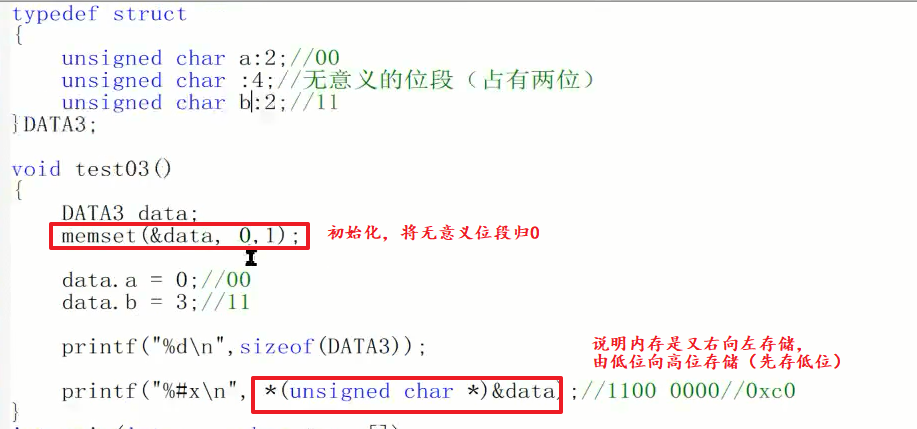 typedef struct
{
unsigned char a:2;//00
unsigned char :4;//无意义的位段（占有两位）
unsigned char b:2;//11
}DATA3;
void test03()
{
DATA3 data;
memset(&data, 0,1);
初始化，将无意义位段归0
data.a = 0;//00
data.b = 3;//11
说明内存是又右向左存储，
printf("%d\n",sizeof(DATA3));
由低位向高位存储（先存低位）
printf("%#x\n", *(unsigned char *)&data);//1100 0000//0xc0
}